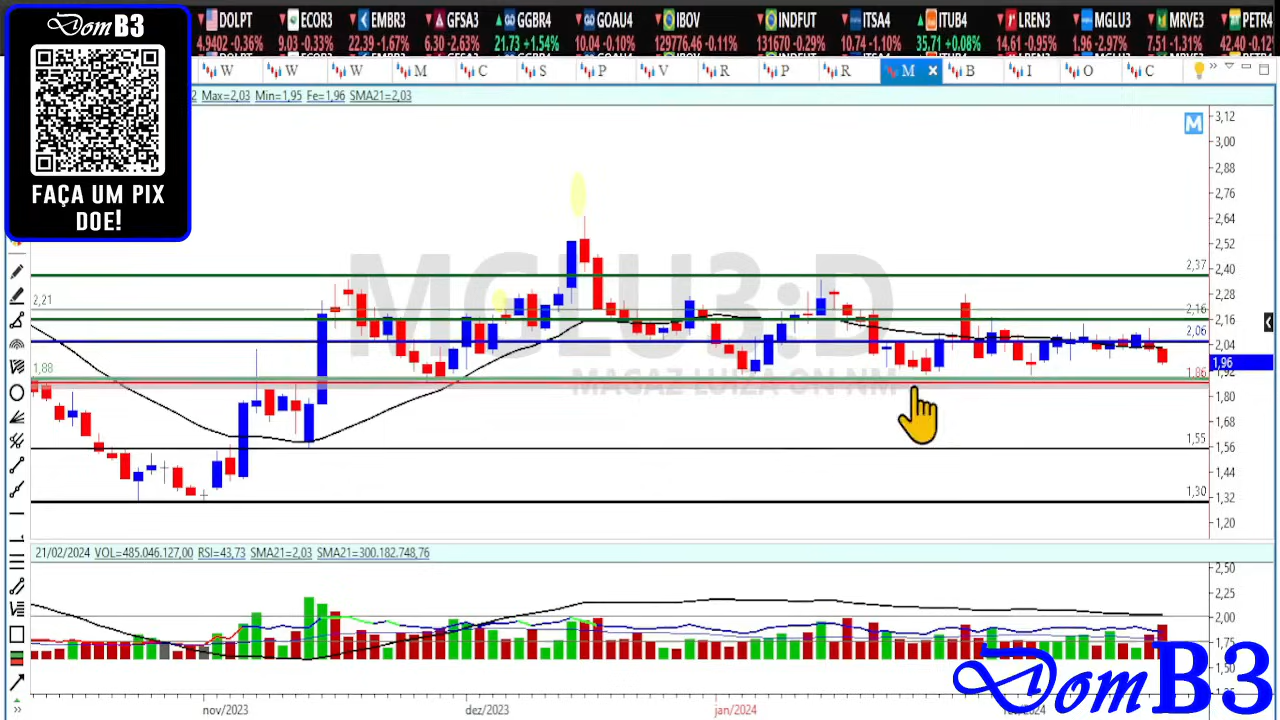 Dom B3
FAÇA UM PIX
DOE!
DOLPT ECOR3 EMBR3 GFSA3 GGBR4 GOAU4 IBOV INDFUT ITSA4 ITUB4 LREN3 MGLU3 MRVE3 PETR4
4.9402 -0.36% 9.03 -0.33% 22.39 -1.67% 6.30 -2.63% 21.73 +1.54% 10.04 -0.10% 129776.46 -0.11% 131670 -0.29% 10.74 -1.10% 35.71 +0.08% 14.61 -0.95% 1.96 -2.97% 7.51 -1.31% 42.40 -0.12%
W W W M C S P V R P R M B I O C
Max=2,03 Min=1,95 Fe=1,96 SMA21=2,03
M
3,12
3,00
2,88
2,76
2,64
2,52
2,40
2,28
2,16
2,04
1,96
1,92
1,80
1,68
1,56
1,44
1,32
1,20
2,37
2,21
2,16
2,06
1,88
1,86
1,55
1,30
MGLU3:D
MAGAZ LUIZA ON NM
21/02/2024 VOL=485.046.127,00 RSI=43,73 SMA21=2,03 SMA21=300.182.748,76
2,50
2,25
2,00
1,75
1,50
nov/2023 dez/2023 jan/2024
Dom B3